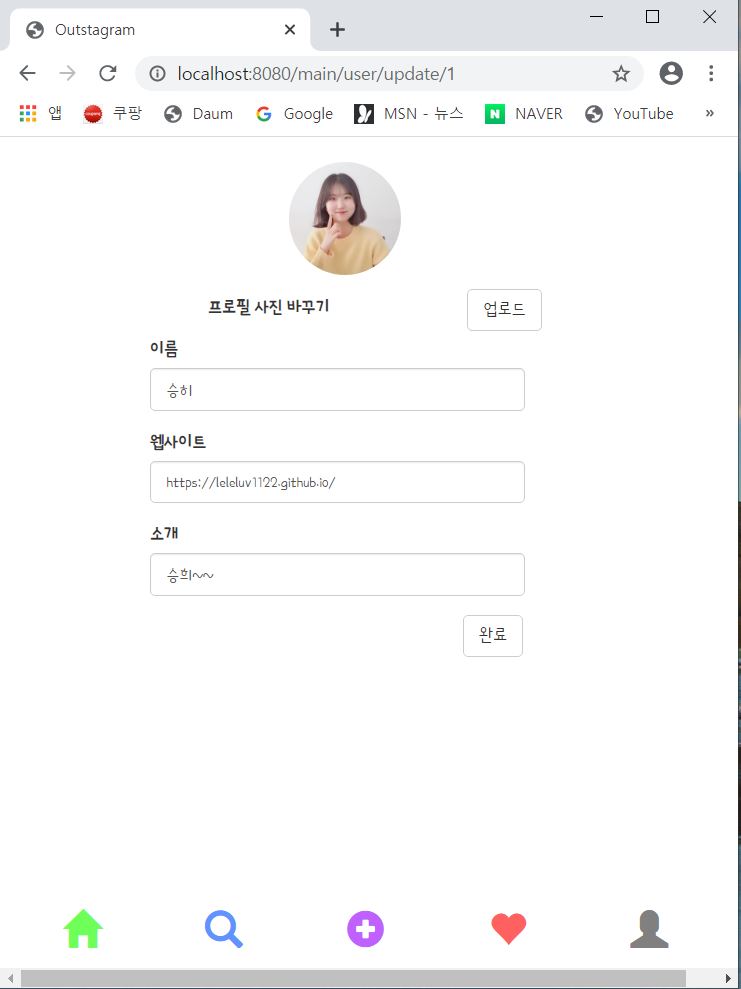 Outstagram
localhost:8080/main/user/update/1
앱 쿠팡 Daum Google MSN - 뉴스 NAVER YouTube »
프로필 사진 바꾸기 업로드
이름
승히
웹사이트
https://leleluv1122.github.io/
소개
승희~~
완료